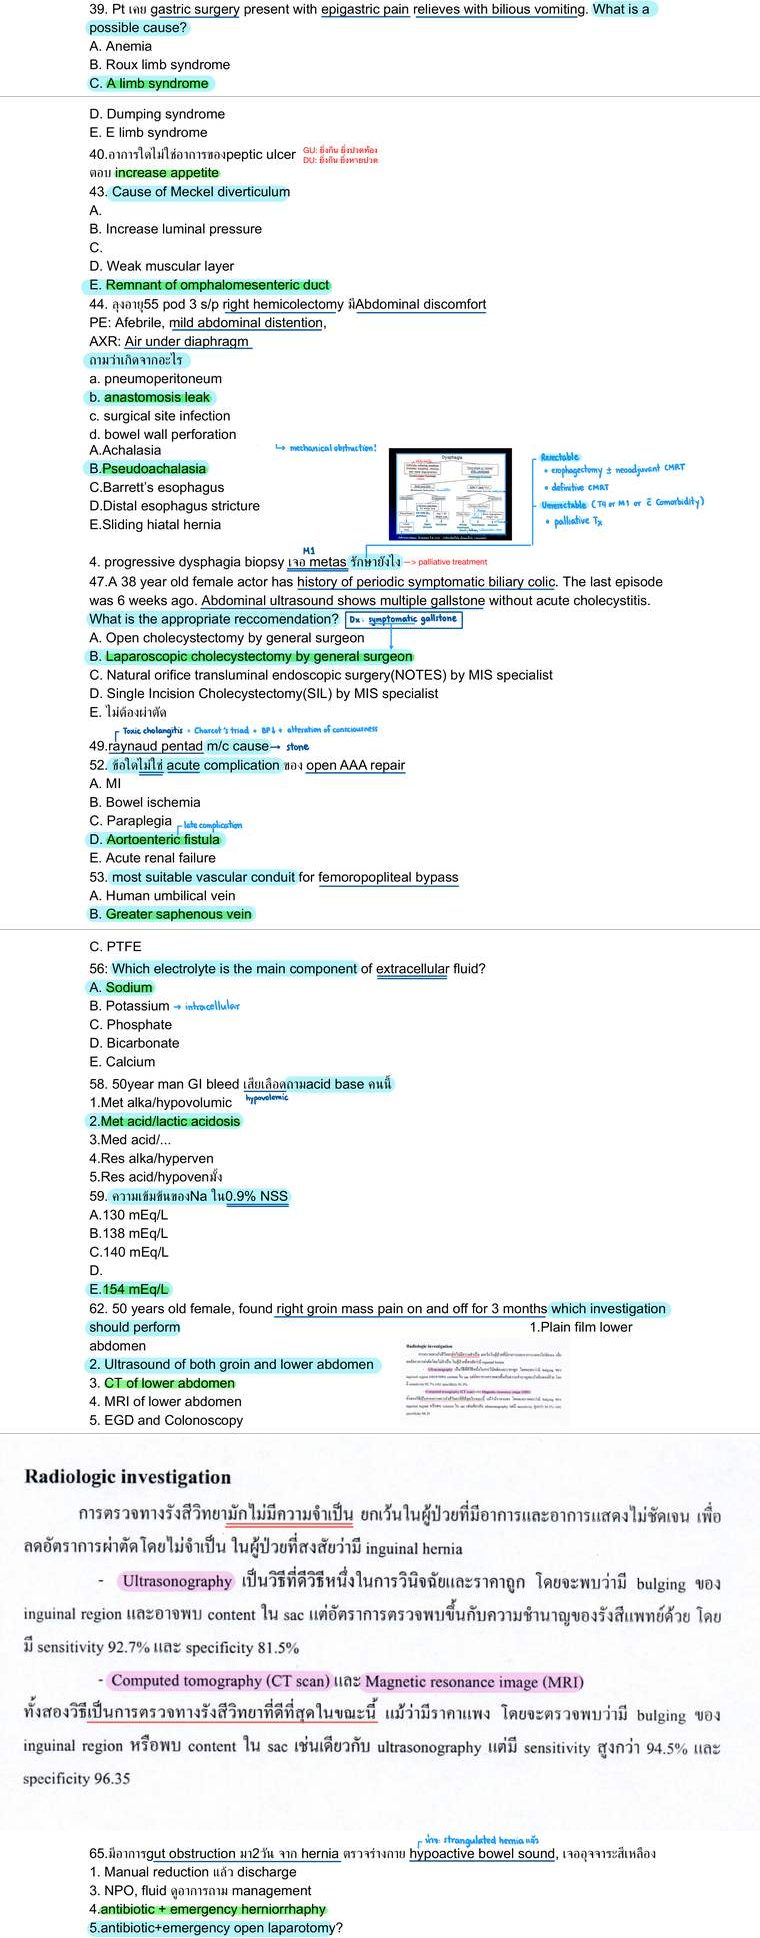 39. Pt เคย gastric surgery present with epigastric pain relieves with bilious vomiting. What is a
possible cause?
A. Anemia
B. Roux limb syndrome
C. A limb syndrome
D. Dumping syndrome
E. E limb syndrome
40.อาการใดไม่ใช่อาการของpeptic ulcer
GU: ยิ่งกิน ยิ่งปวดท้อง
DU: ยิ่งกิน ยิ่งหายปวด
ตอบ increase appetite
43. Cause of Meckel diverticulum
A.
B. Increase luminal pressure
C.
D. Weak muscular layer
E. Remnant of omphalomesenteric duct
44. ลุงอายุ55 pod 3 s/p right hemicolectomy มีAbdominal discomfort
PE: Afebrile, mild abdominal distention,
AXR: Air under diaphragm
ถามว่าเกิดจากอะไร
a. pneumoperitoneum
b. anastomosis leak
c. surgical site infection
d. bowel wall perforation
A.Achalasia
↳ mechanical obstruction!
B.Pseudoachalasia
C.Barrett's esophagus
D.Distal esophagus stricture
E.Sliding hiatal hernia
Dysphagia
Resectable
• esophagectomy ± neoadjuvant CMRT
• definitive CMRT
Unresectable (T4 or M1 or c̄ Comorbidity)
• palliative Tx
M1
4. progressive dysphagia biopsy เจอ metas รักษายังไง —> palliative treatment
47.A 38 year old female actor has history of periodic symptomatic biliary colic. The last episode
was 6 weeks ago. Abdominal ultrasound shows multiple gallstone without acute cholecystitis.
What is the appropriate reccomendation? Dx: symptomatic gallstone
A. Open cholecystectomy by general surgeon
B. Laparoscopic cholecystectomy by general surgeon
C. Natural orifice transluminal endoscopic surgery(NOTES) by MIS specialist
D. Single Incision Cholecystectomy(SIL) by MIS specialist
E. ไม่ต้องผ่าตัด
Toxic cholangitis = Charcot's triad + BP↓ + alteration of consciousness
49.raynaud pentad m/c cause → stone
52. ข้อใดไม่ใช่ acute complication ของ open AAA repair
A. MI
B. Bowel ischemia
C. Paraplegia
late complication
D. Aortoenteric fistula
E. Acute renal failure
53. most suitable vascular conduit for femoropopliteal bypass
A. Human umbilical vein
B. Greater saphenous vein
C. PTFE
56: Which electrolyte is the main component of extracellular fluid?
A. Sodium
B. Potassium → intracellular
C. Phosphate
D. Bicarbonate
E. Calcium
58. 50year man GI bleed เสียเลือดถามacid base คนนี้
hypovolemic
1.Met alka/hypovolumic
2.Met acid/lactic acidosis
3.Med acid/...
4.Res alka/hyperven
5.Res acid/hypovenมั้ง
59. ความเข้มข้นของNa ใน0.9% NSS
A.130 mEq/L
B.138 mEq/L
C.140 mEq/L
D.
E.154 mEq/L
62. 50 years old female, found right groin mass pain on and off for 3 months which investigation
should perform 1.Plain film lower
abdomen
2. Ultrasound of both groin and lower abdomen
3. CT of lower abdomen
4. MRI of lower abdomen
5. EGD and Colonoscopy
Radiologic investigation
Radiologic investigation
การตรวจทางรังสีวิทยามักไม่มีความจำเป็น ยกเว้นในผู้ป่วยที่มีอาการและอาการแสดงไม่ชัดเจน เพื่อ
ลดอัตราการผ่าตัดโดยไม่จำเป็น ในผู้ป่วยที่สงสัยว่ามี inguinal hernia
- Ultrasonography เป็นวิธีที่ดีวิธีหนึ่งในการวินิจฉัยและราคาถูก โดยจะพบว่ามี bulging ของ
inguinal region และอาจพบ content ใน sac แต่อัตราการตรวจพบขึ้นกับความชำนาญของรังสีแพทย์ด้วย โดย
มี sensitivity 92.7% และ specificity 81.5%
- Computed tomography (CT scan) และ Magnetic resonance image (MRI)
ทั้งสองวิธีเป็นการตรวจทางรังสีวิทยาที่ดีที่สุดในขณะนี้ แม้ว่ามีราคาแพง โดยจะตรวจพบว่ามี bulging ของ
inguinal region หรือพบ content ใน sac เช่นเดียวกับ ultrasonography แต่มี sensitivity สูงกว่า 94.5% และ
specificity 96.35
น่าจะ strangulated hernia แล้ว
65.มีอาการgut obstruction มา2วัน จาก hernia ตรวจร่างกาย hypoactive bowel sound, เจออุจจาระสีเหลือง
1. Manual reduction แล้ว discharge
3. NPO, fluid ดูอาการถาม management
4.antibiotic + emergency herniorrhaphy
5.antibiotic+emergency open laparotomy?